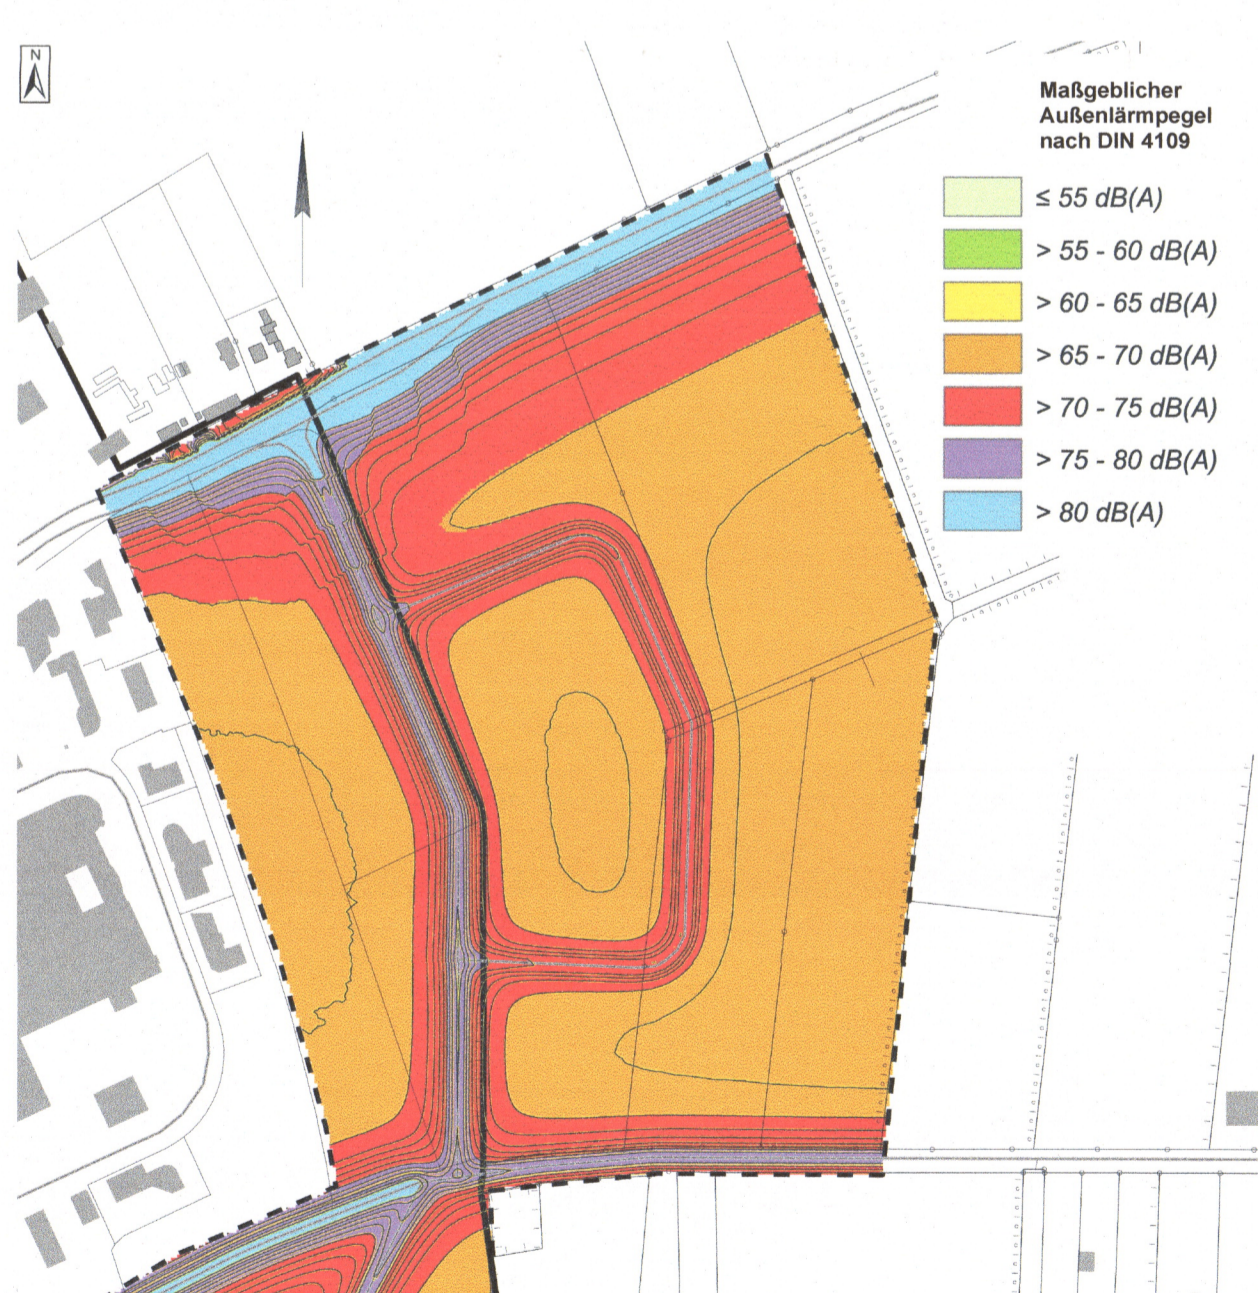 N
Maßgeblicher
Außenlärmpegel
nach DIN 4109
≤ 55 dB(A)
> 55 - 60 dB(A)
> 60 - 65 dB(A)
> 65 - 70 dB(A)
> 70 - 75 dB(A)
> 75 - 80 dB(A)
> 80 dB(A)